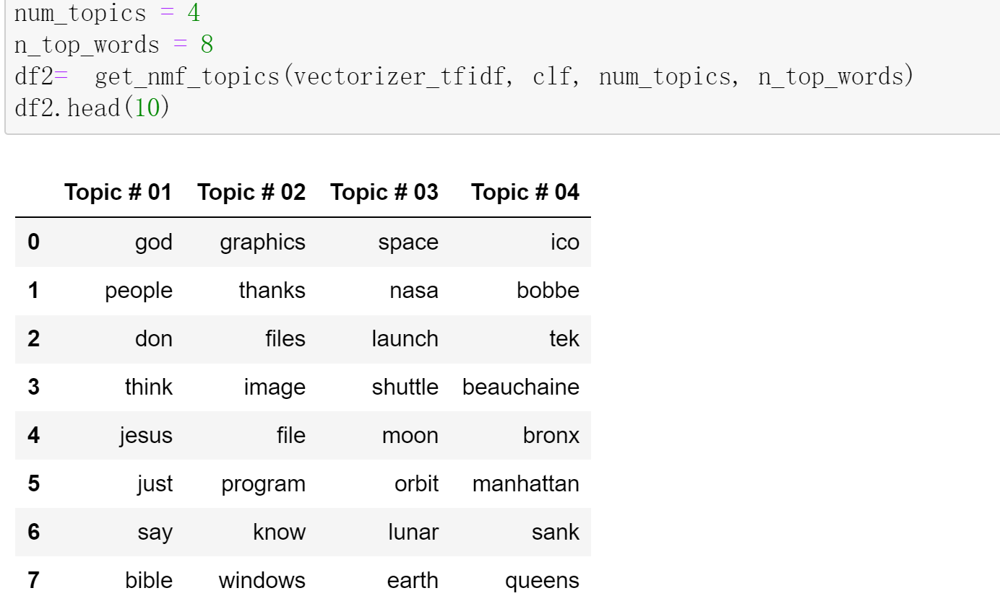 num_topics = 4
n_top_words = 8
df2=  get_nmf_topics(vectorizer_tfidf, clf, num_topics, n_top_words)
df2.head(10)
Topic # 01 Topic # 02 Topic # 03 Topic # 04
0 god graphics space ico
1 people thanks nasa bobbe
2 don files launch tek
3 think image shuttle beauchaine
4 jesus file moon bronx
5 just program orbit manhattan
6 say know lunar sank
7 bible windows earth queens